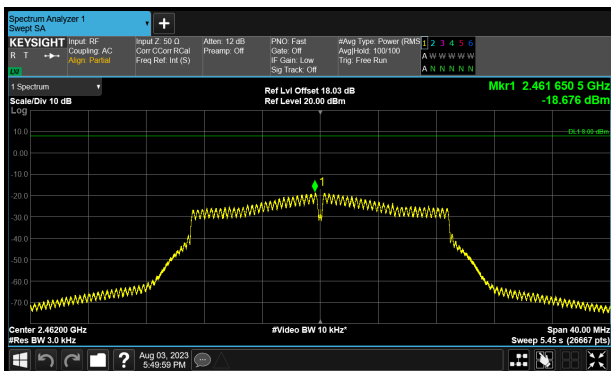 Spectrum Analyzer 1
Swept SA
KEYSIGHT
R T
LXI
Input: RF
Coupling: AC
Align: Partial
Input Z: 50 Ω
Corr CCorr RCal
Freq Ref: Int (S)
Atten: 12 dB
Preamp: Off
PNO: Fast
Gate: Off
IF Gain: Low
Sig Track: Off
#Avg Type: Power (RMS
Avg|Hold: 100/100
Trig: Free Run
1 2 3 4 5 6
A W W W W W
A N N N N N
1 Spectrum
Scale/Div 10 dB
Ref Lvl Offset 18.03 dB
Ref Level 20.00 dBm
Mkr1 2.461 650 5 GHz
-18.676 dBm
Log
10.0
0.00
-10.0
-20.0
-30.0
-40.0
-50.0
-60.0
-70.0
DL1 8.00 dBm
1
Center 2.46200 GHz
#Res BW 3.0 kHz
#Video BW 10 kHz*
Span 40.00 MHz
Sweep 5.45 s (26667 pts)
?
Aug 03, 2023
5:49:59 PM